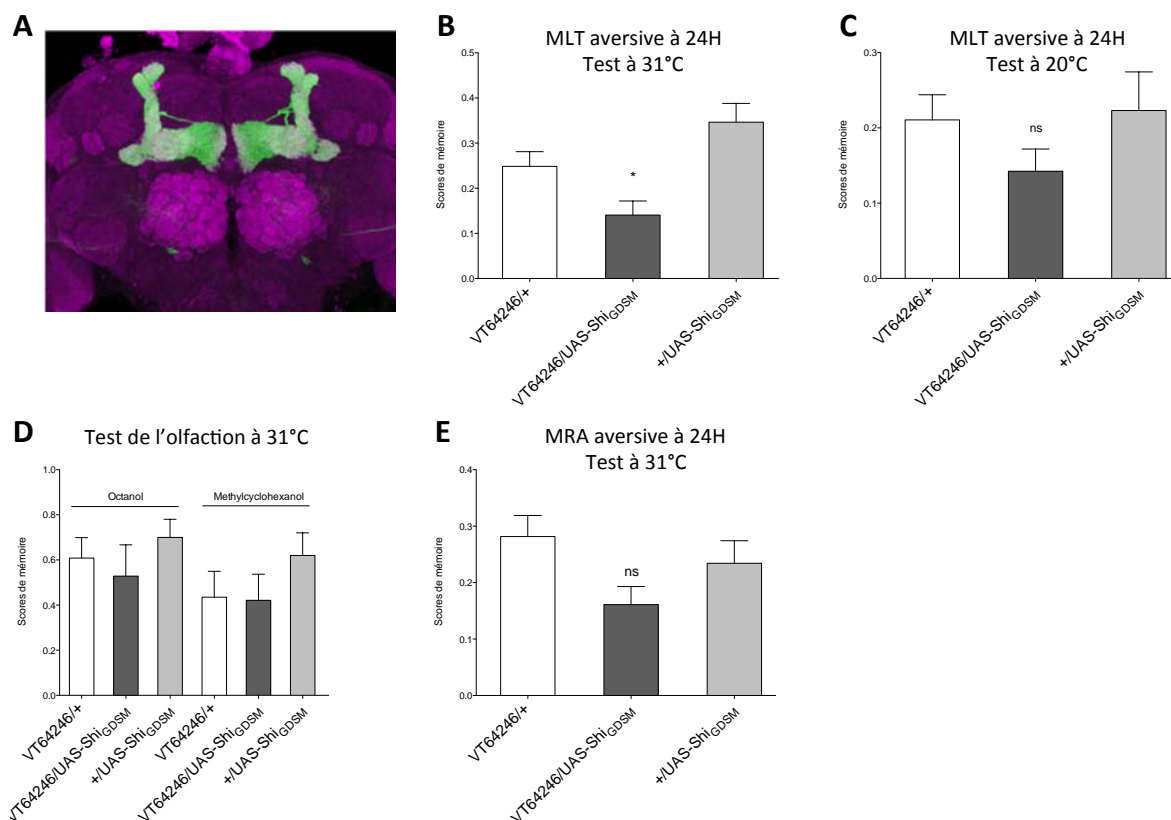 A
B
MLT aversive à 24H
Test à 31°C
Scores de mémoire
0.4
0.3
0.2
0.1
0.0
*
VT64246/+
VT64246/UAS-ShiGDSM
+/UAS-ShiGDSM
C
MLT aversive à 24H
Test à 20°C
Scores de mémoire
0.3
0.2
0.1
0.0
ns
VT64246/+
VT64246/UAS-ShiGDSM
+/UAS-ShiGDSM
D
Test de l'olfaction à 31°C
Scores de mémoire
1.0
0.8
0.6
0.4
0.2
0.0
Octanol
Methylcyclohexanol
VT64246/+
VT64246/UAS-ShiGDSM
+/UAS-ShiGDSM
VT64246/+
VT64246/UAS-ShiGDSM
+/UAS-ShiGDSM
E
MRA aversive à 24H
Test à 31°C
Scores de mémoire
0.4
0.3
0.2
0.1
0.0
ns
VT64246/+
VT64246/UAS-ShiGDSM
+/UAS-ShiGDSM